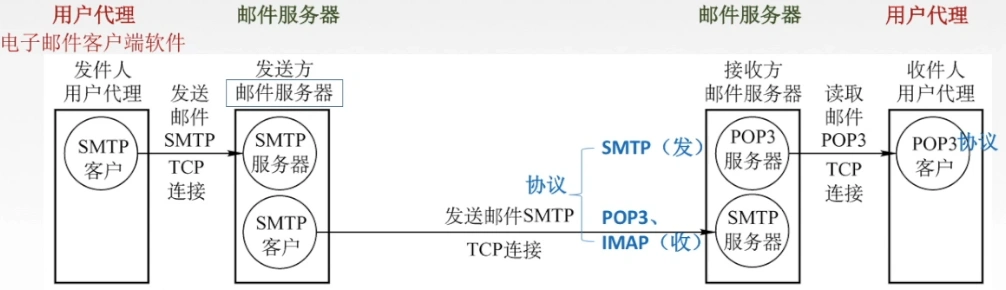 用户代理
邮件服务器
邮件服务器
用户代理
电子邮件客户端软件
发件人
用户代理
发送
邮件
SMTP
TCP
连接
SMTP
客户
发送方
邮件服务器
SMTP
服务器
SMTP
客户
发送邮件SMTP
TCP连接
协议
SMTP（发）
POP3、
IMAP（收）
接收方
邮件服务器
POP3
服务器
SMTP
服务器
读取
邮件
POP3
TCP
连接
收件人
用户代理
POP3
客户
协议